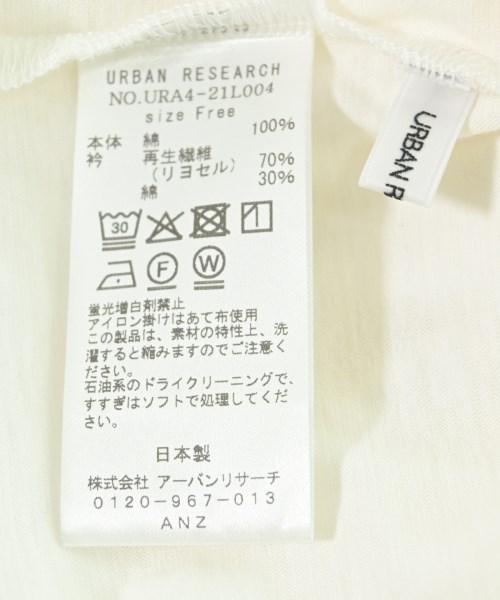 URBAN RESEARCH
NO.URA4-21L004
size Free
本体 綿 100%
衿 再生繊維 70%
（リヨセル）
綿 30%
30
F W
蛍光増白剤禁止
アイロン掛けはあて布使用
この製品は、素材の特性上、洗
濯すると縮みますのでご注意く
ださい。
石油系のドライクリーニングで、
すすぎはソフトで処理してくだ
さい。
日本製
株式会社 アーバンリサーチ
0120-967-013
ANZ
URBAN R